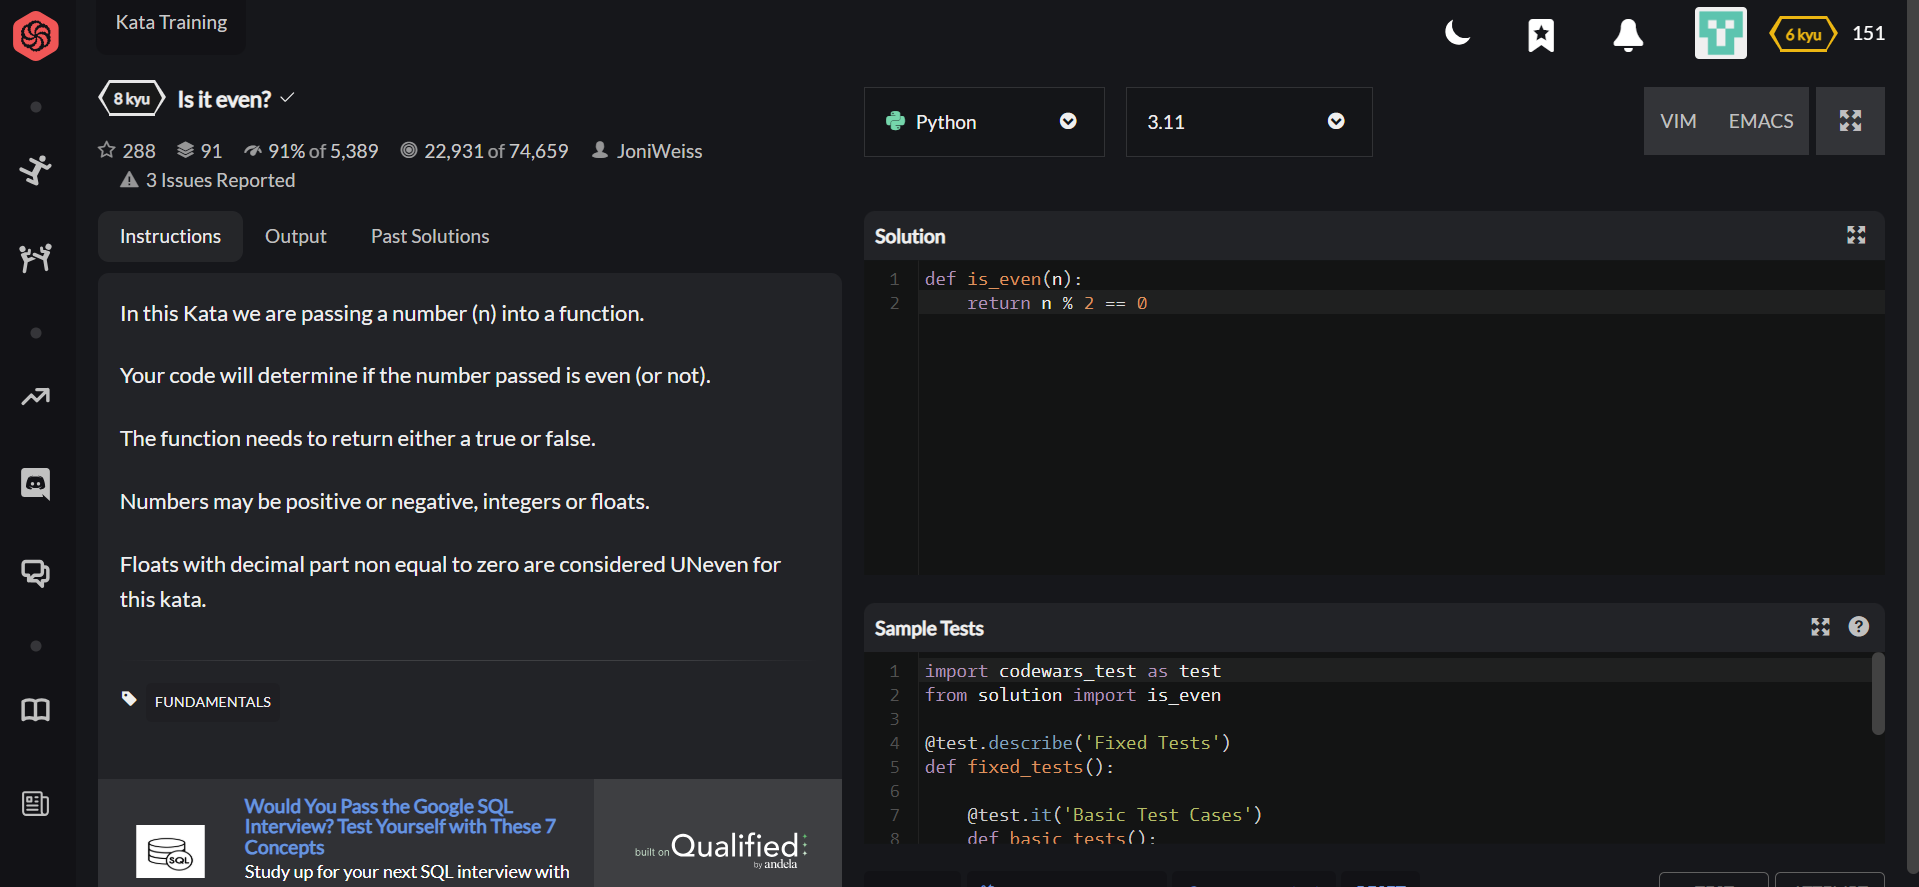 Kata Training
6 kyu 151
8 kyu Is it even?
288 91 91% of 5,389 22,931 of 74,659 JoniWeiss
3 Issues Reported
Python 3.11 VIM EMACS
Instructions Output Past Solutions
In this Kata we are passing a number (n) into a function.
Your code will determine if the number passed is even (or not).
The function needs to return either a true or false.
Numbers may be positive or negative, integers or floats.
Floats with decimal part non equal to zero are considered UNeven for
this kata.
FUNDAMENTALS
Would You Pass the Google SQL
Interview? Test Yourself with These 7
Concepts
Study up for your next SQL interview with
SQL
built on Qualified
by andela
Solution
1 def is_even(n):
2     return n % 2 == 0
Sample Tests
1 import codewars_test as test
2 from solution import is_even
3
4 @test.describe('Fixed Tests')
5 def fixed_tests():
6
7     @test.it('Basic Test Cases')
8     def basic_tests():